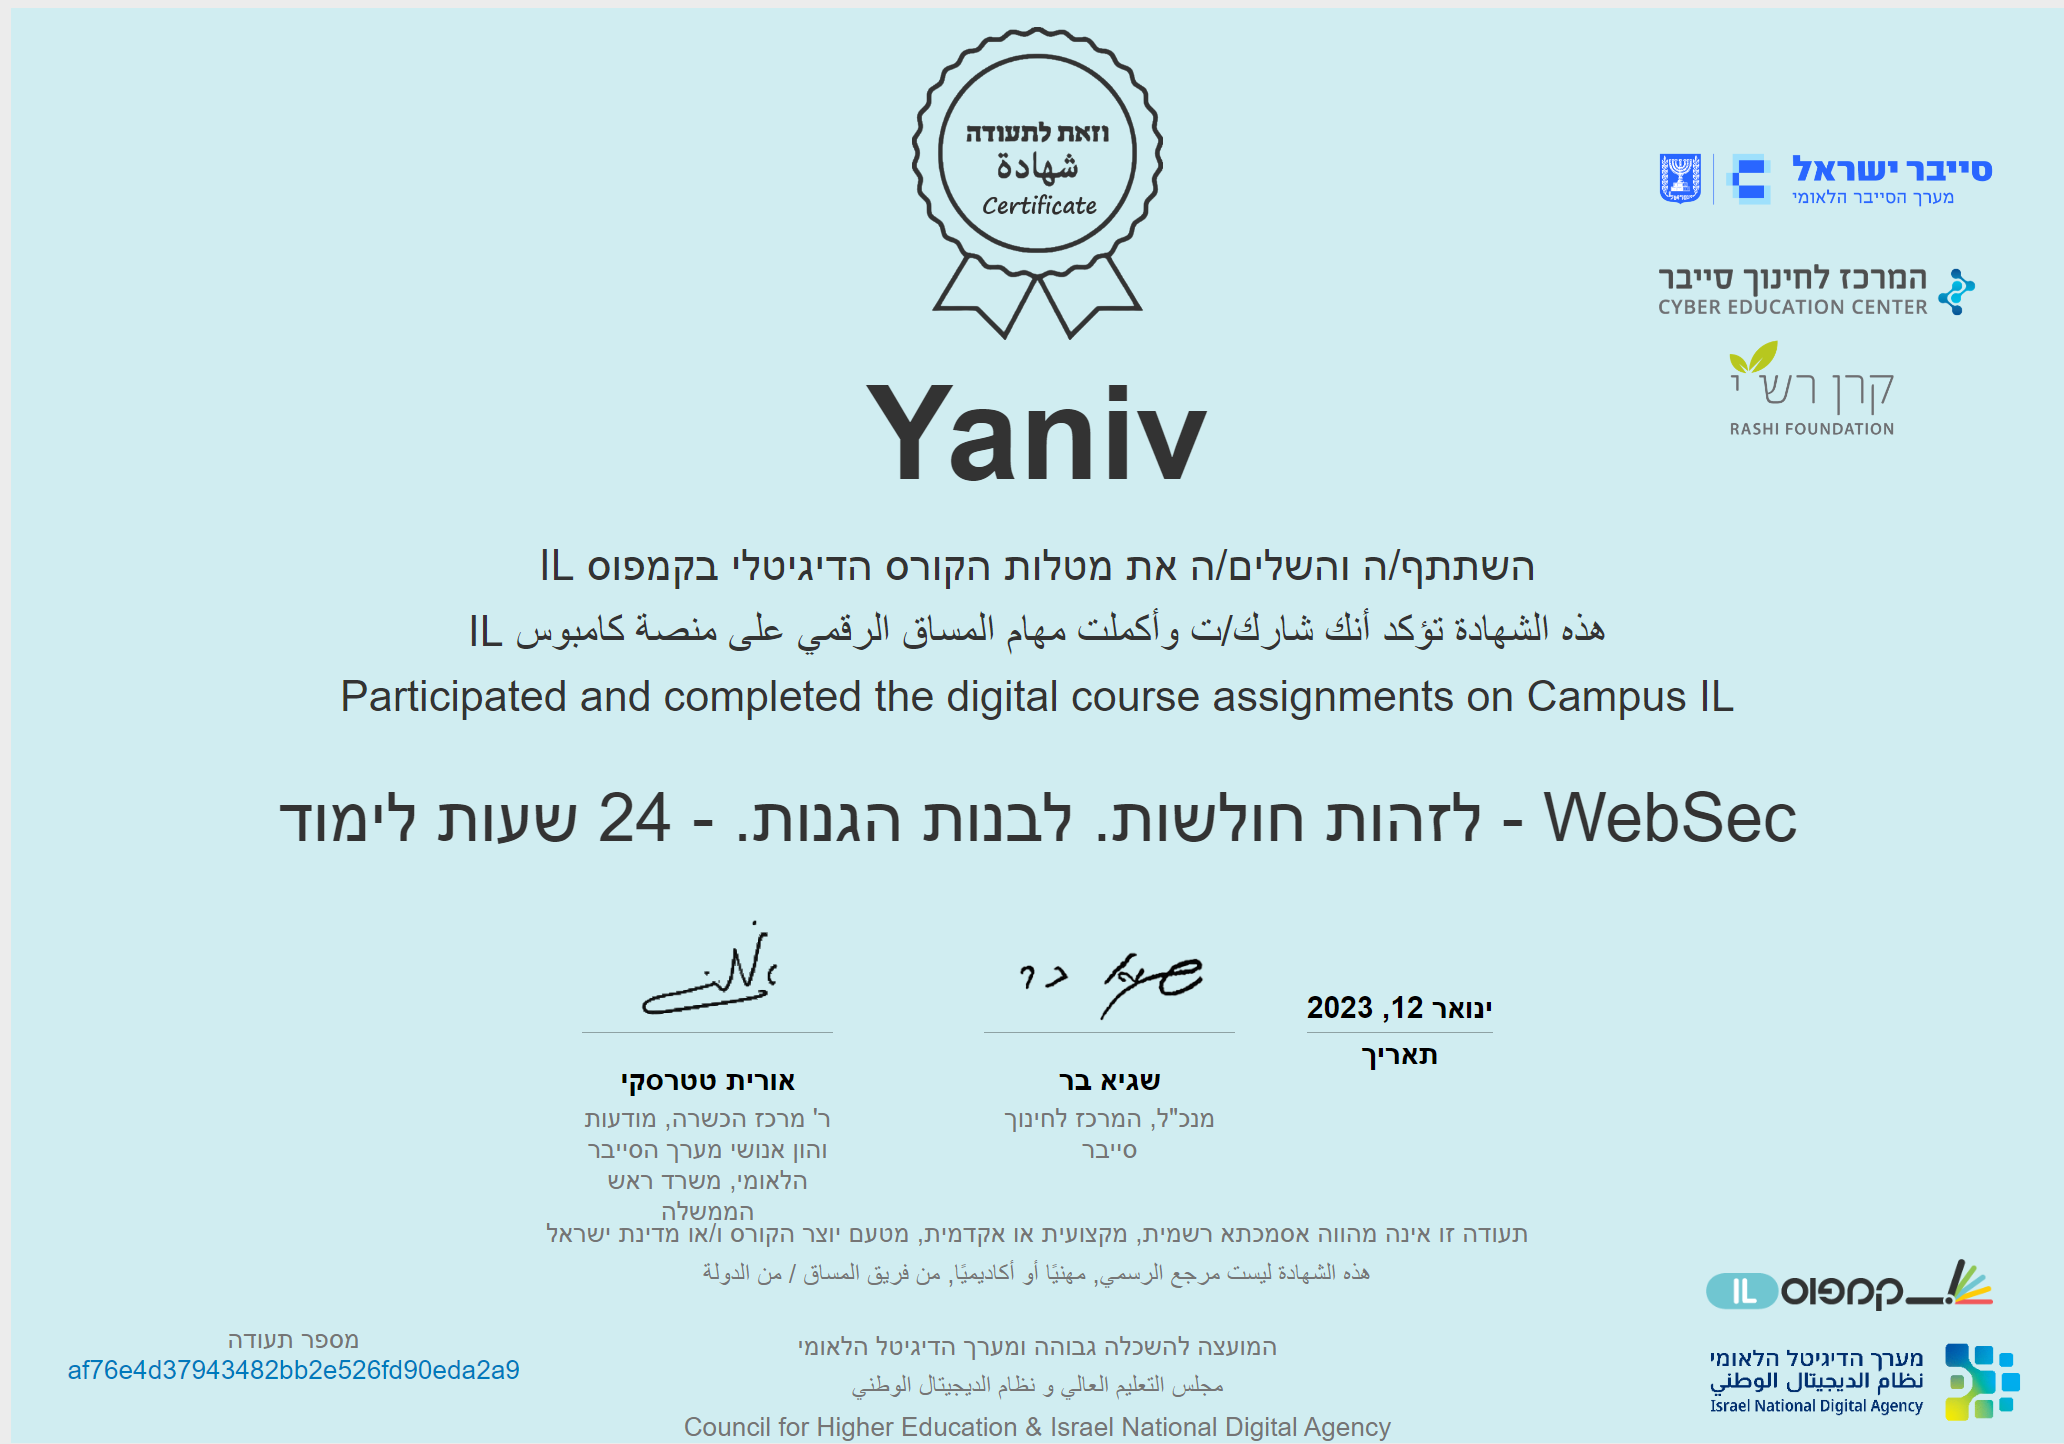 וזאת לתעודה
شهادة
Certificate
סייבר ישראל
מערך הסייבר הלאומי
המרכז לחינוך סייבר
CYBER EDUCATION CENTER
קרן רש"י
RASHI FOUNDATION
Yaniv
השתתף/ה והשלים/ה את מטלות הקורס הדיגיטלי בקמפוס IL
هذه الشهادة تؤكد أنك شارك/ت وأكملت مهام المساق الرقمي على منصة كامبوس IL
Participated and completed the digital course assignments on Campus IL
WebSec - לזהות חולשות. לבנות הגנות. - 24 שעות לימוד
שגיא בר
ינואר 12, 2023
תאריך
שגיא בר
מנכ"ל, המרכז לחינוך
סייבר
אורית טטרסקי
ר' מרכז הכשרה, מודעות
והון אנושי מערך הסייבר
הלאומי, משרד ראש
הממשלה
תעודה זו אינה מהווה אסמכתא רשמית, מקצועית או אקדמית, מטעם יוצר הקורס ו/או מדינת ישראל
هذه الشهادة ليست مرجع الرسمي, مهنيًا أو أكاديميًا, من فريق المساق / من الدولة
קמפוס IL
מערך הדיגיטל הלאומי
نظام الديجيتال الوطني
Israel National Digital Agency
המועצה להשכלה גבוהה ומערך הדיגיטל הלאומי
مجلس التعليم العالي و نظام الديجيتال الوطني
Council for Higher Education & Israel National Digital Agency
מספר תעודה
af76e4d37943482bb2e526fd90eda2a9